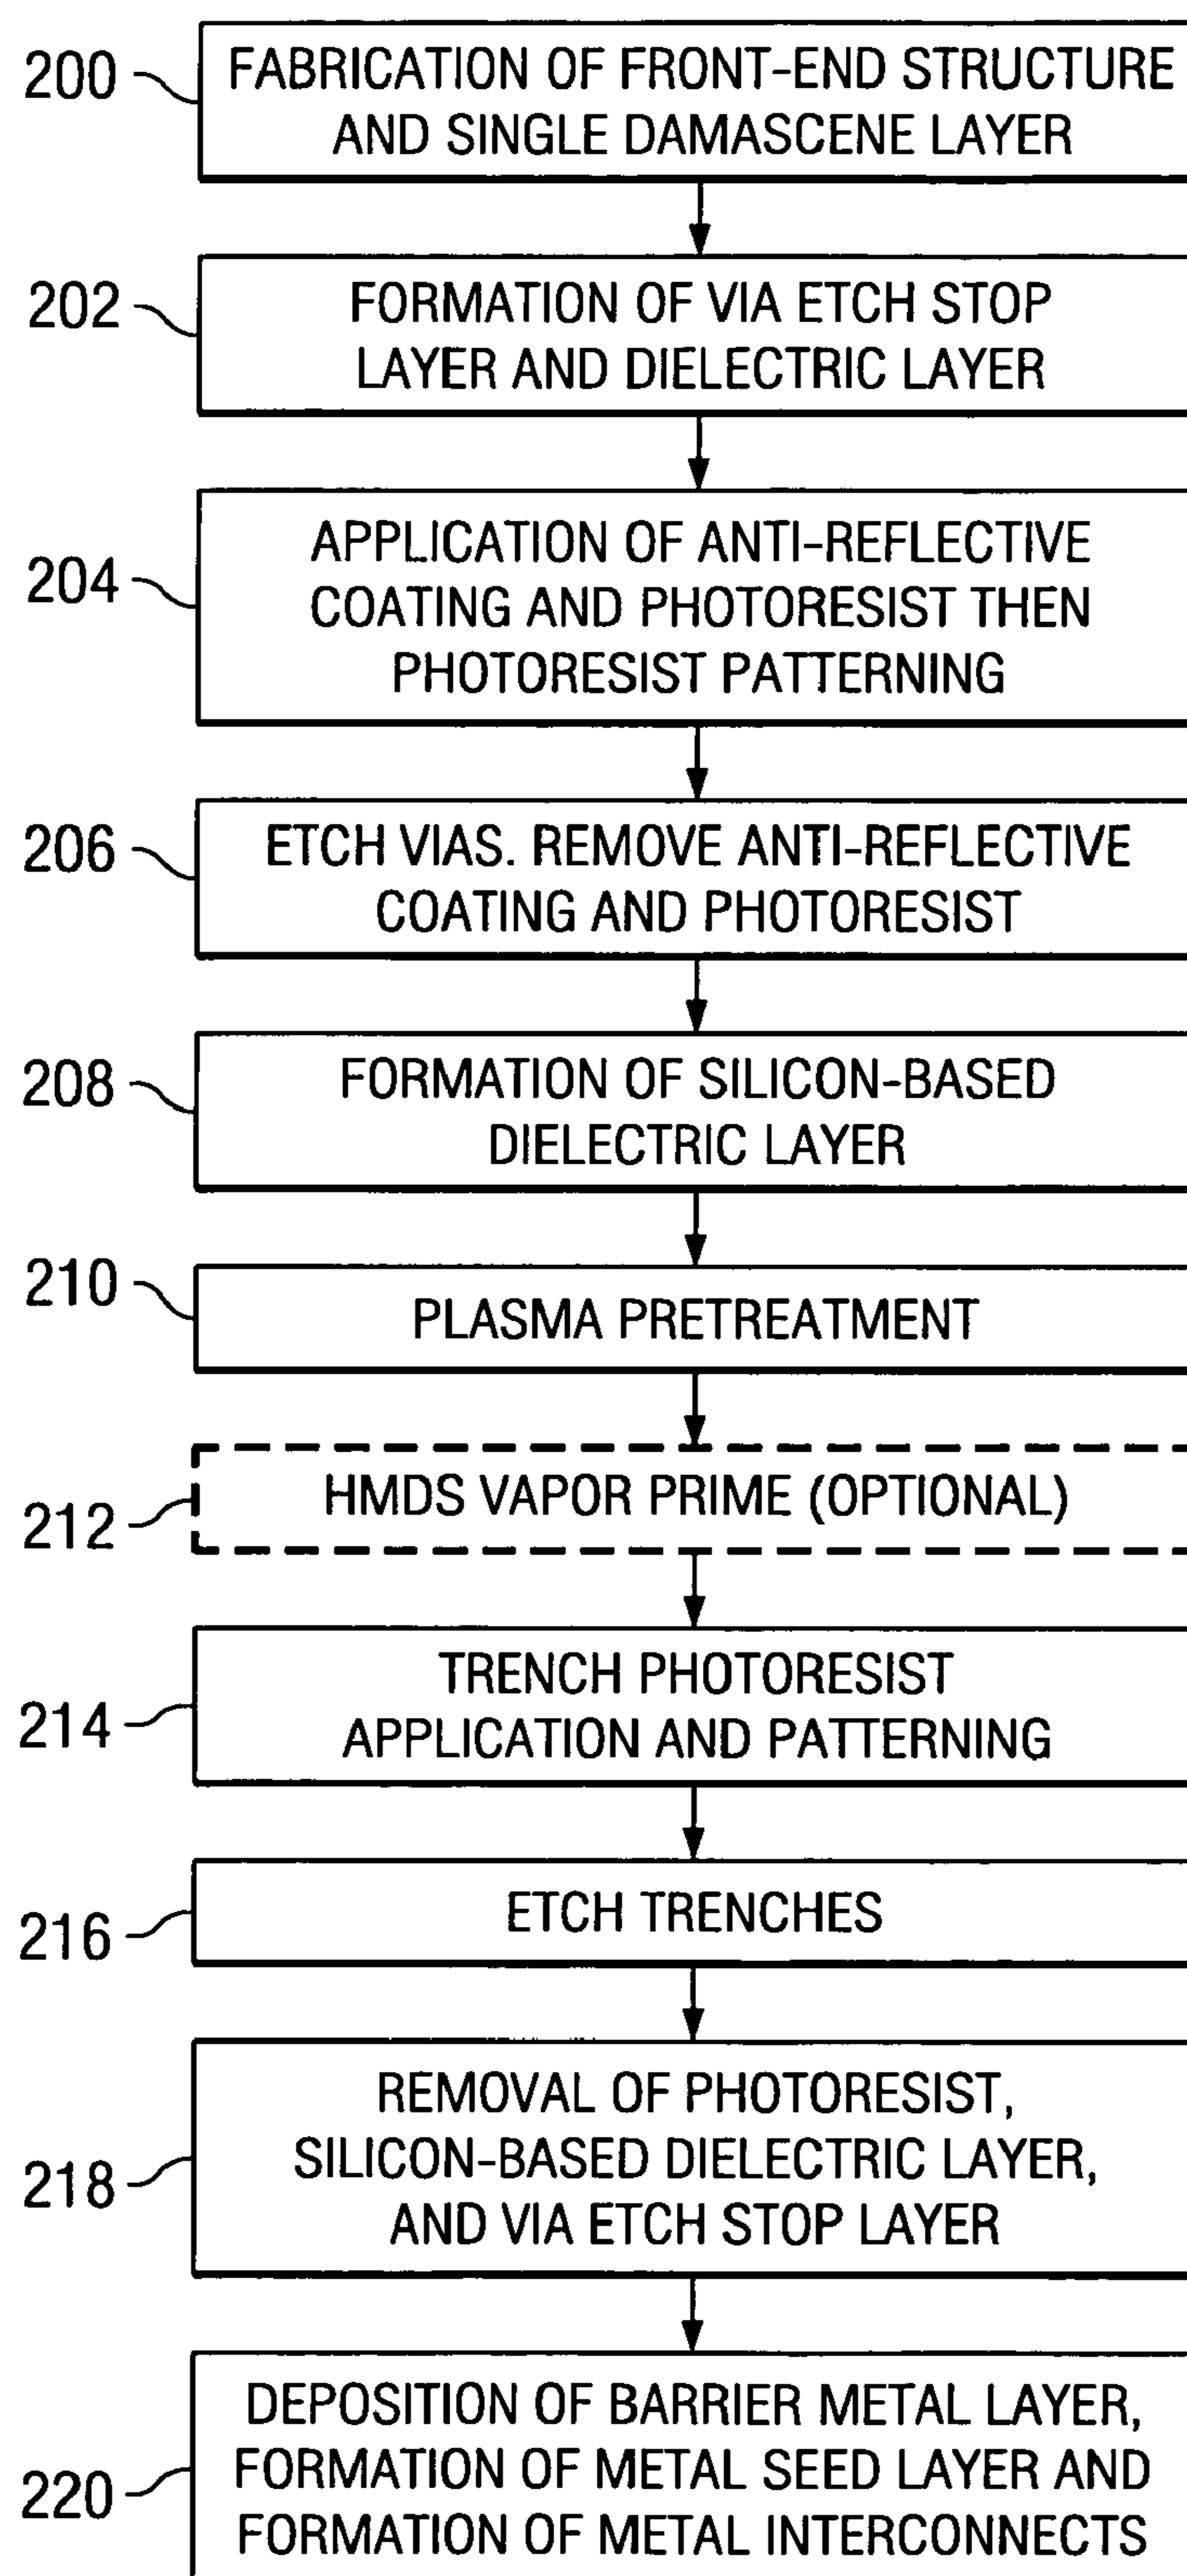 200
FABRICATION OF FRONT-END STRUCTURE
AND SINGLE DAMASCENE LAYER
202
FORMATION OF VIA ETCH STOP
LAYER AND DIELECTRIC LAYER
204
APPLICATION OF ANTI-REFLECTIVE
COATING AND PHOTORESIST THEN
PHOTORESIST PATTERNING
206
ETCH VIAS. REMOVE ANTI-REFLECTIVE
COATING AND PHOTORESIST
208
FORMATION OF SILICON-BASED
DIELECTRIC LAYER
210
PLASMA PRETREATMENT
212
HMDS VAPOR PRIME (OPTIONAL)
214
TRENCH PHOTORESIST
APPLICATION AND PATTERNING
216
ETCH TRENCHES
218
REMOVAL OF PHOTORESIST,
SILICON-BASED DIELECTRIC LAYER,
AND VIA ETCH STOP LAYER
220
DEPOSITION OF BARRIER METAL LAYER,
FORMATION OF METAL SEED LAYER AND
FORMATION OF METAL INTERCONNECTS